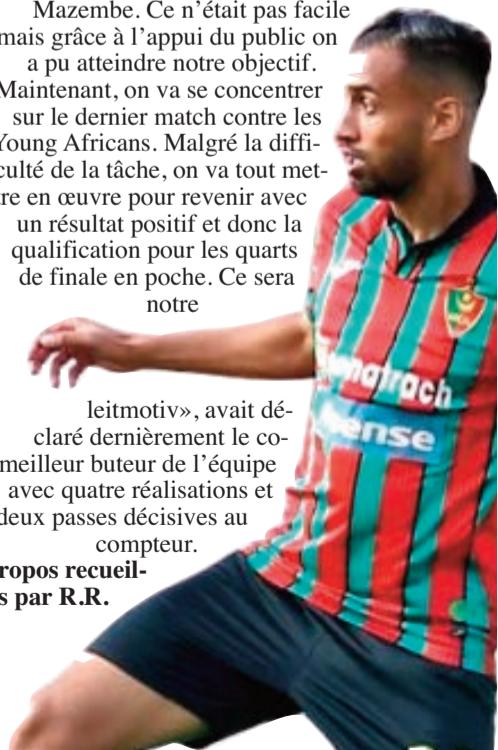 Mazembe. Ce n’était pas facile
mais grâce à l’appui du public on
a pu atteindre notre objectif.
Maintenant, on va se concentrer
sur le dernier match contre les
Young Africans. Malgré la diffi-
culté de la tâche, on va tout met-
tre en œuvre pour revenir avec
un résultat positif et donc la
qualification pour les quarts
de finale en poche. Ce sera
notre
leitmotiv», avait dé-
claré dernièrement le co-
meilleur buteur de l’équipe
avec quatre réalisations et
deux passes décisives au
compteur.
ropos recueil-
s par R.R.